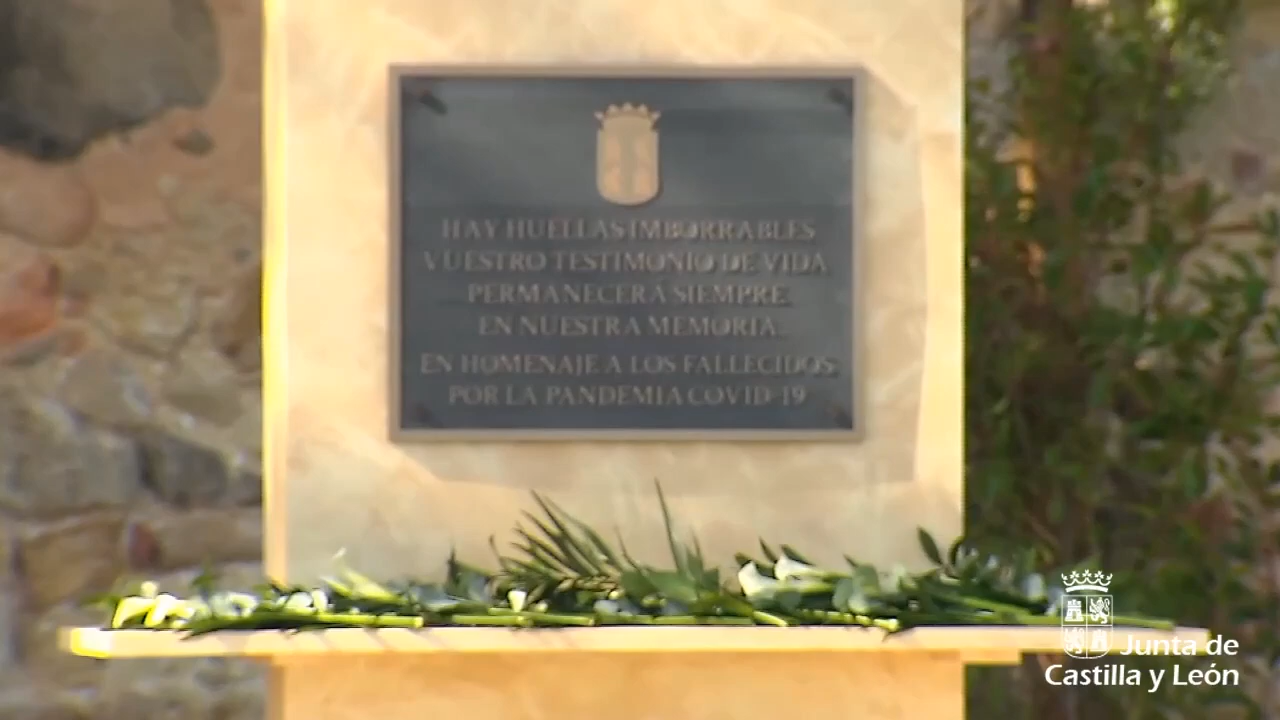 HAY HUELLAS IMBORRABLES
VUESTRO TESTIMONIO DE VIDA
PERMANECERÁ SIEMPRE
EN NUESTRA MEMORIA.
EN HOMENAJE A LOS FALLECIDOS
POR LA PANDEMIA COVID-19
Junta de
Castilla y León